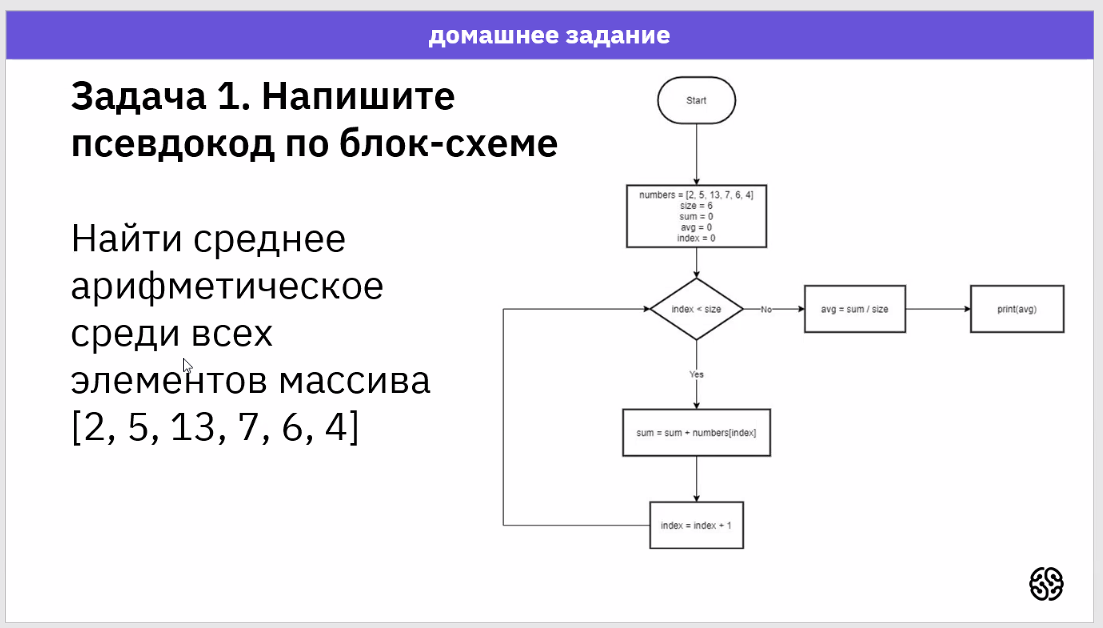 домашнее задание
Задача 1. Напишите
псевдокод по блок-схеме
Найти среднее
арифметическое
среди всех
элементов массива
[2, 5, 13, 7, 6, 4]
Start
numbers = [2, 5, 13, 7, 6, 4]
size = 6
sum = 0
avg = 0
index = 0
index < size
No
avg = sum / size
print(avg)
Yes
sum = sum + numbers[index]
index = index + 1